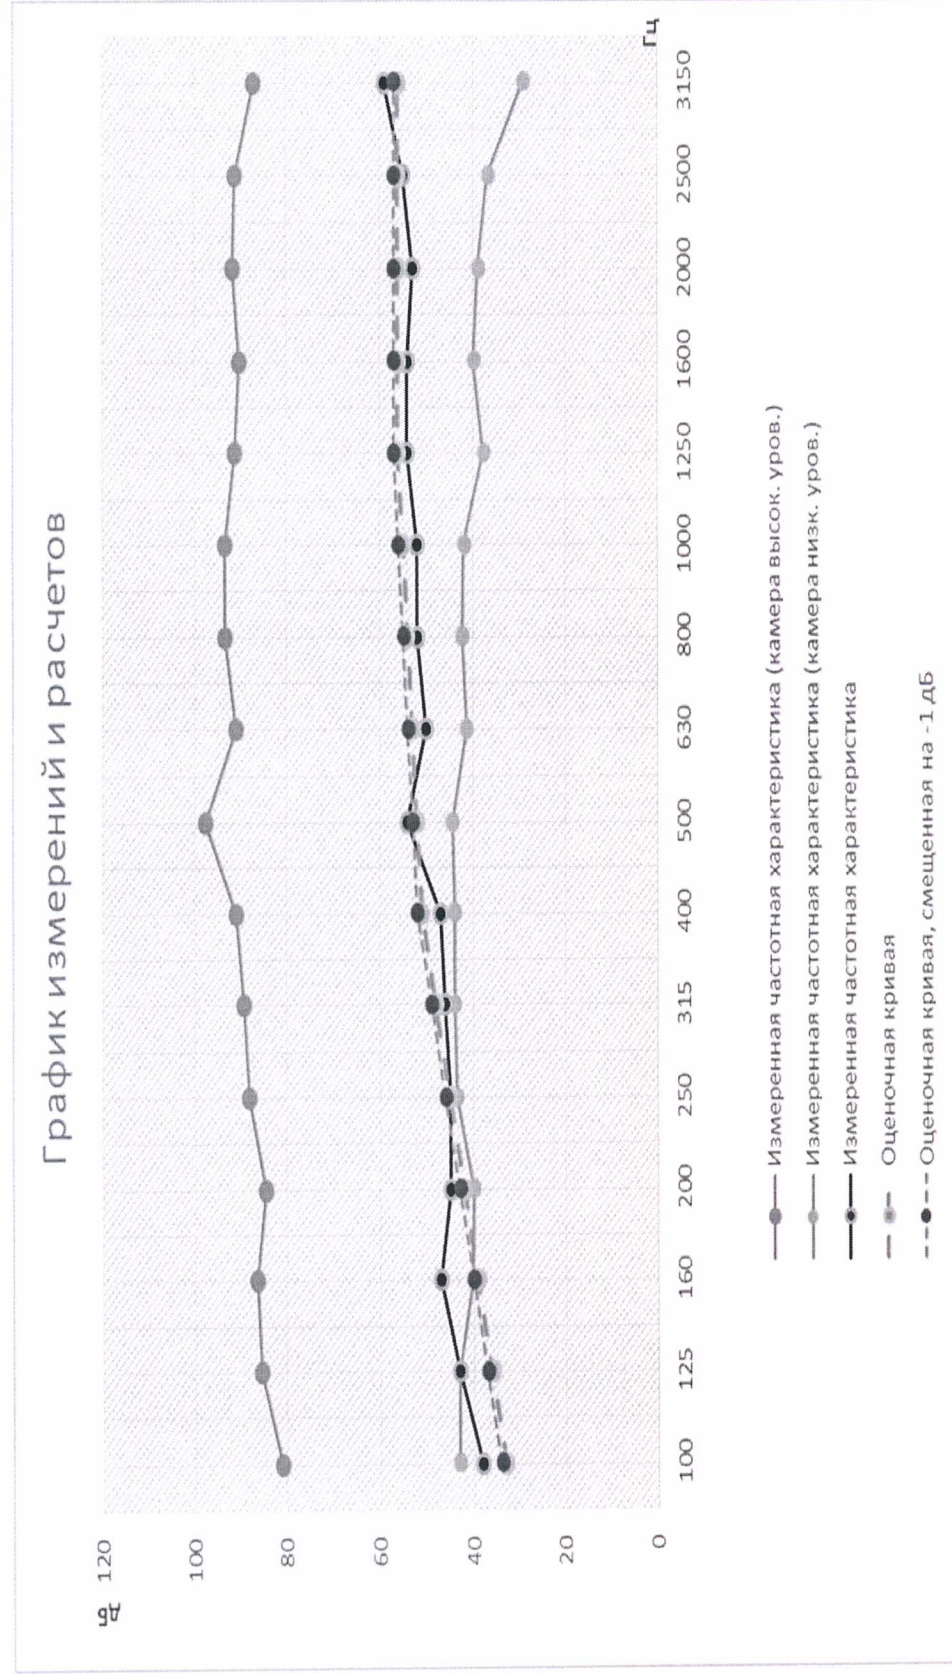 График измерений и расчетов
дБ
120
100
80
60
40
20
0
100 125 160 200 250 315 400 500 630 800 1000 1250 1600 2000 2500 3150
Гц
Измеренная частотная характеристика (камера высок. уров.)
Измеренная частотная характеристика (камера низк. уров.)
Измеренная частотная характеристика
Оценочная кривая
Оценочная кривая, смещенная на -1 дБ